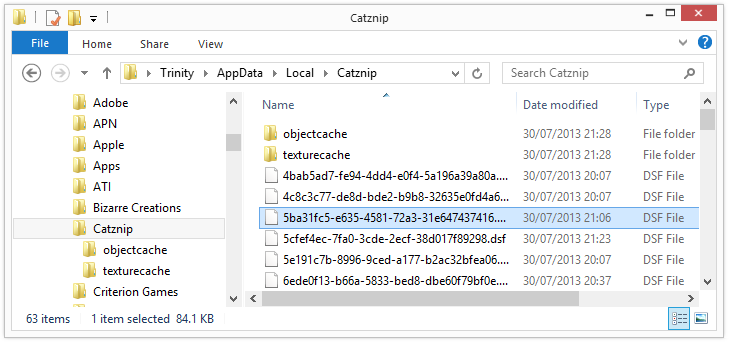 Catznip
File Home Share View
Trinity AppData Local Catznip Search Catznip
Adobe
APN
Apple
Apps
ATI
Bizarre Creations
Catznip
objectcache
texturecache
Criterion Games
Name Date modified Type
objectcache 30/07/2013 21:28 File folder
texturecache 30/07/2013 21:28 File folder
4bab5ad7-fe94-4dd4-e0f4-5a196a39a80a.... 30/07/2013 20:07 DSF File
4c8c3c77-de8d-bde2-b9b8-32635e0fd4a6... 30/07/2013 20:08 DSF File
5ba31fc5-e635-4581-72a3-31e647437416.... 30/07/2013 21:06 DSF File
5cfef4ec-7fa0-3cde-2ecf-38d017f89298.dsf 30/07/2013 21:23 DSF File
5e191c7b-8996-9ced-a177-b2ac32bfea06.... 30/07/2013 20:07 DSF File
6ede0f13-b66a-5833-bed8-dbe60f79bf0e.... 30/07/2013 20:37 DSF File
63 items 1 item selected 84.1 KB